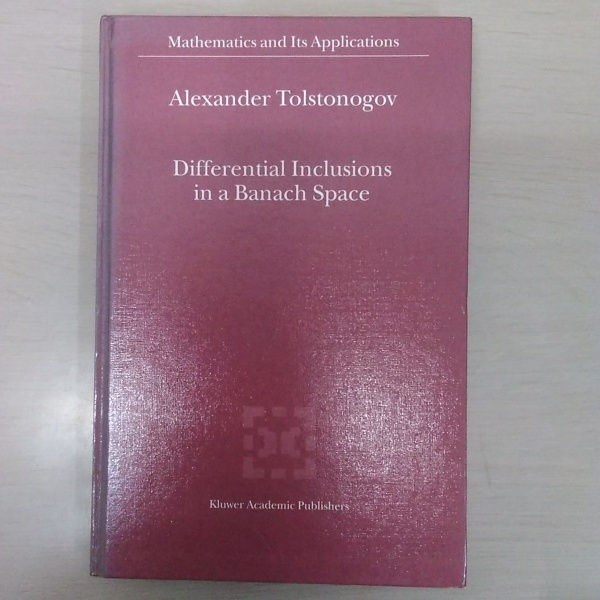 Mathematics and Its Applications
Alexander Tolstonogov
Differential Inclusions
in a Banach Space
Kluwer Academic Publishers